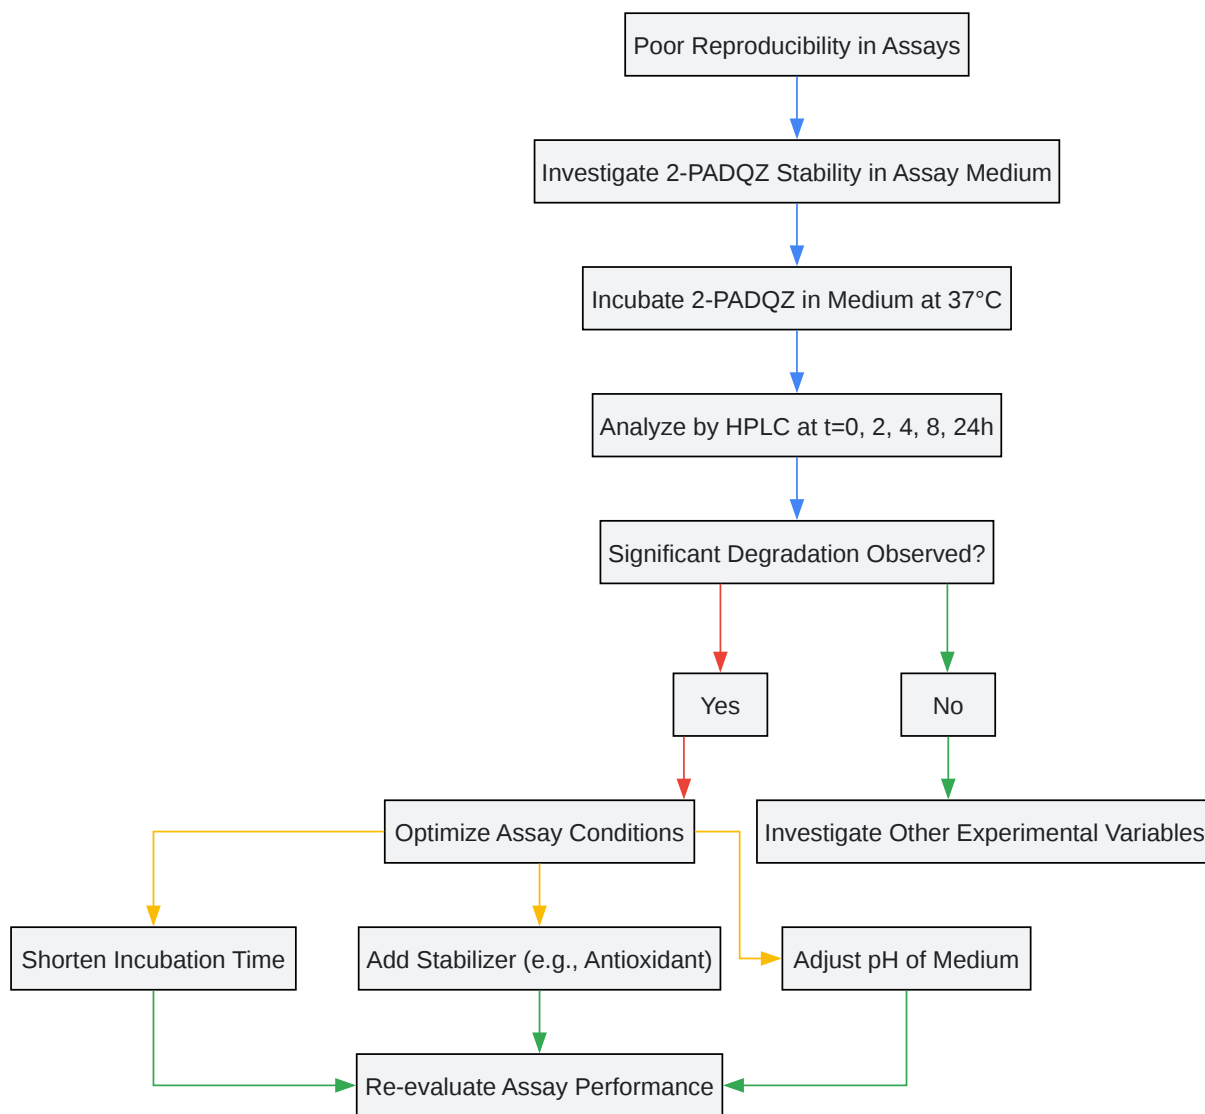 Poor Reproducibility in Assays
Investigate 2-PADQZ Stability in Assay Medium
Incubate 2-PADQZ in Medium at 37°C
Analyze by HPLC at t=0, 2, 4, 8, 24h
Significant Degradation Observed?
Yes
No
Optimize Assay Conditions
Investigate Other Experimental Variables
Shorten Incubation Time
Add Stabilizer (e.g., Antioxidant)
Adjust pH of Medium
Re-evaluate Assay Performance